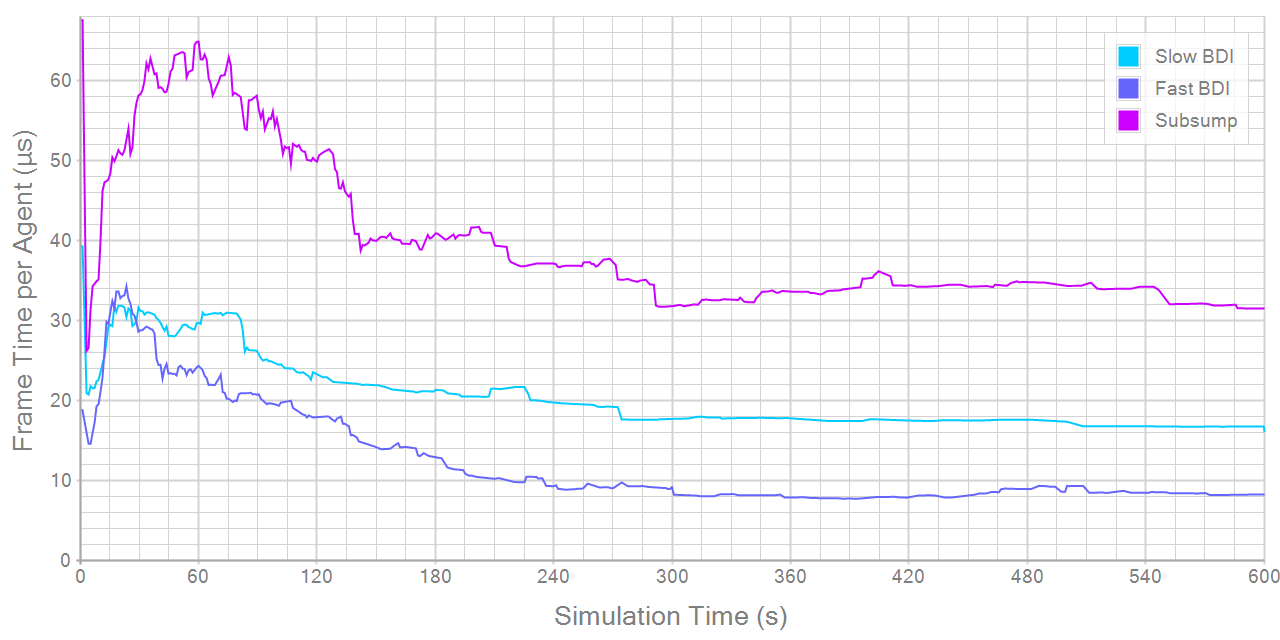 Frame Time per Agent (µs)
60
50
40
30
20
10
0
Slow BDI
Fast BDI
Subsump
0 60 120 180 240 300 360 420 480 540 600
Simulation Time (s)